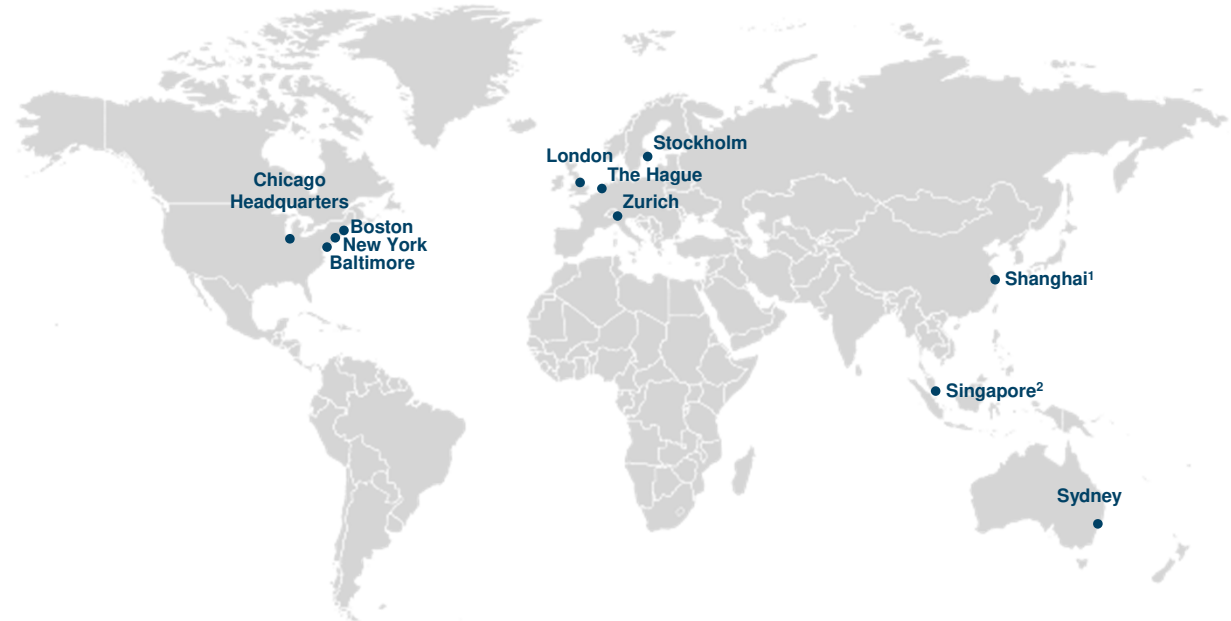 Stockholm
London
The Hague
Chicago
Headquarters
Zurich
Boston
New York
Baltimore
Shanghai¹
Singapore²
Sydney